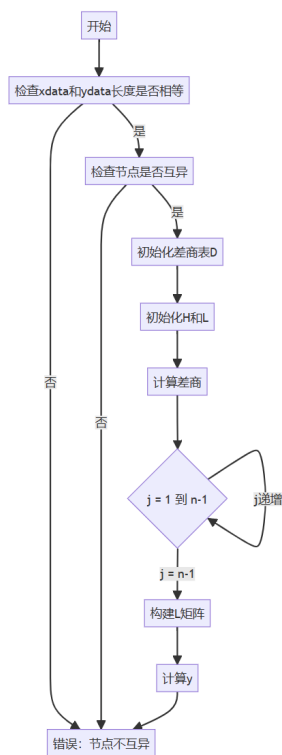 开始
检查xdata和ydata长度是否相等
是
检查节点是否互异
是
初始化差商表D
初始化H和L
否
否
计算差商
j = 1 到 n-1
j递增
j = n-1
构建L矩阵
计算y
错误：节点不互异